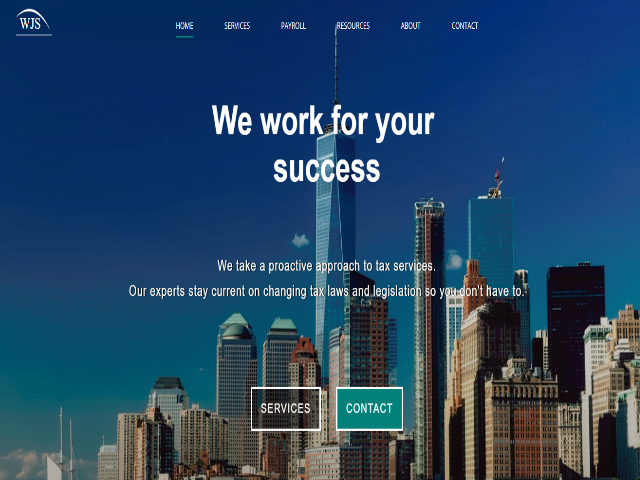 WJS
HOME SERVICES PAYROLL RESOURCES ABOUT CONTACT
We work for your
success
We take a proactive approach to tax services.
Our experts stay current on changing tax laws and legislation so you don't have to.
SERVICES CONTACT